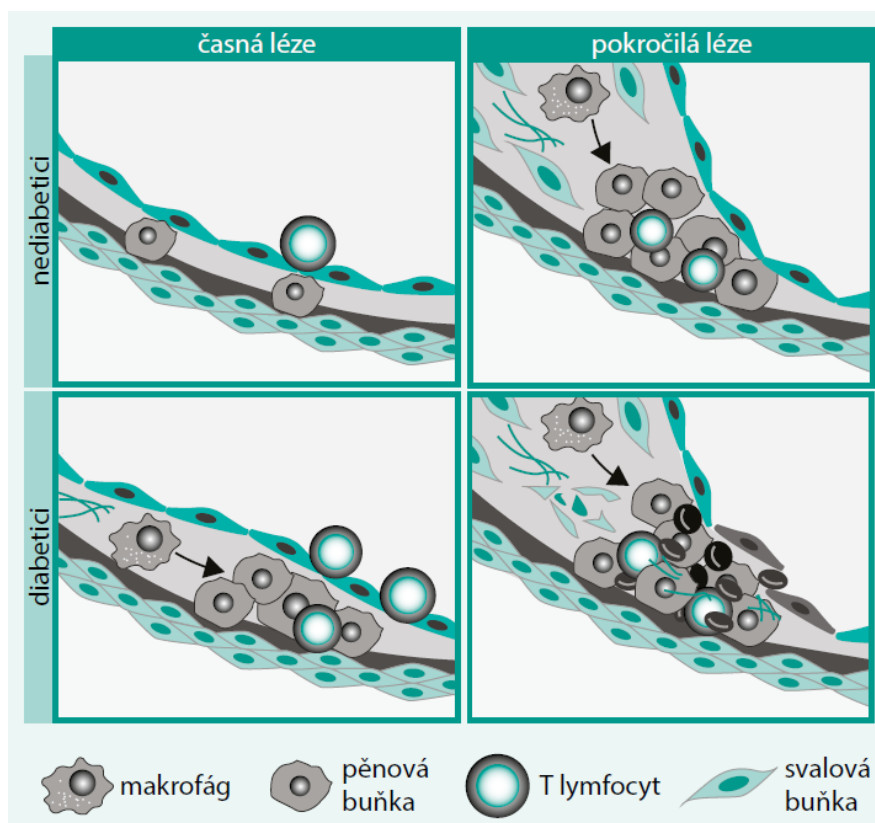 časná léze
pokročilá léze
nediabetici
diabetici
makrofág
pěnová
buňka
T lymfocyt
svalová
buňka